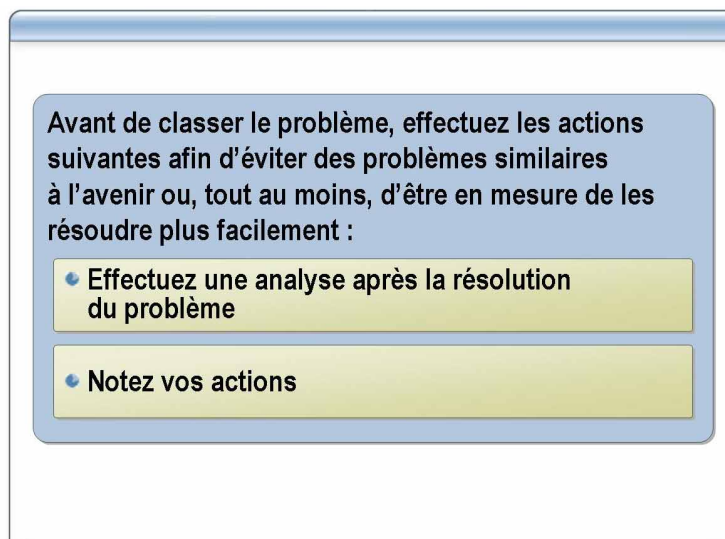 Avant de classer le problème, effectuez les actions
suivantes afin d’éviter des problèmes similaires
à l’avenir ou, tout au moins, d’être en mesure de les
résoudre plus facilement :
Effectuez une analyse après la résolution
du problème
Notez vos actions